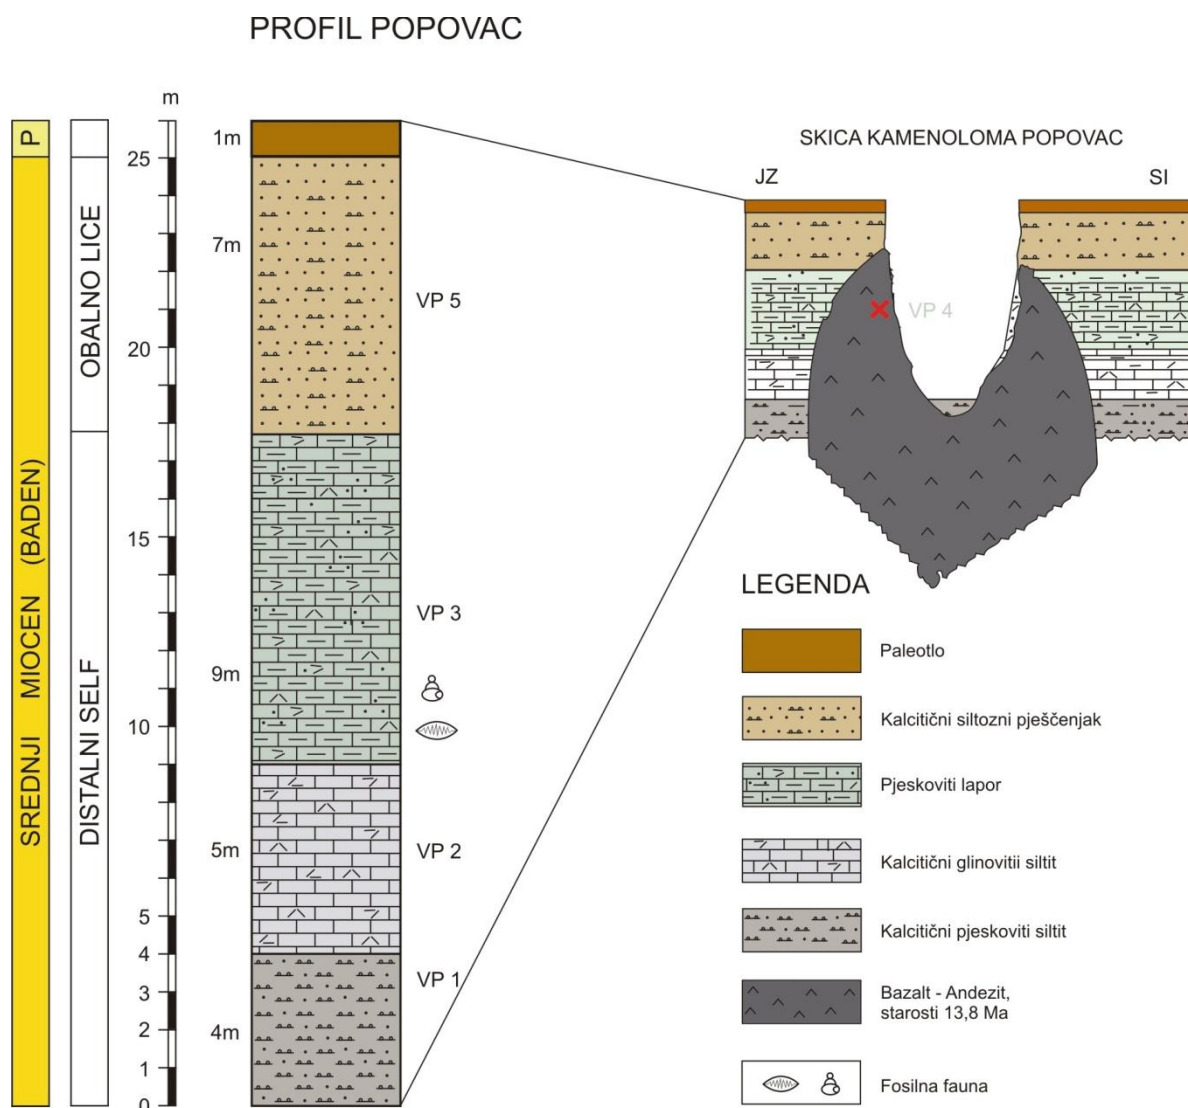 PROFIL POPOVAC
m
P
SREDNJI MIOCEN (BADEN)
OBALNO LICE
DISTALNI SELF
25
20
15
10
5
4
3
2
1
0
1m
7m
9m
5m
4m
VP 5
VP 3
VP 2
VP 1
SKICA KAMENOLOMA POPOVAC
JZ
SI
VP 4
LEGENDA
Paleotlo
Kalcitični siltozni pješčenjak
Pjeskoviti lapor
Kalcitični glinovitii siltit
Kalcitični pjeskoviti siltit
Bazalt - Andezit,
starosti 13,8 Ma
Fosilna fauna